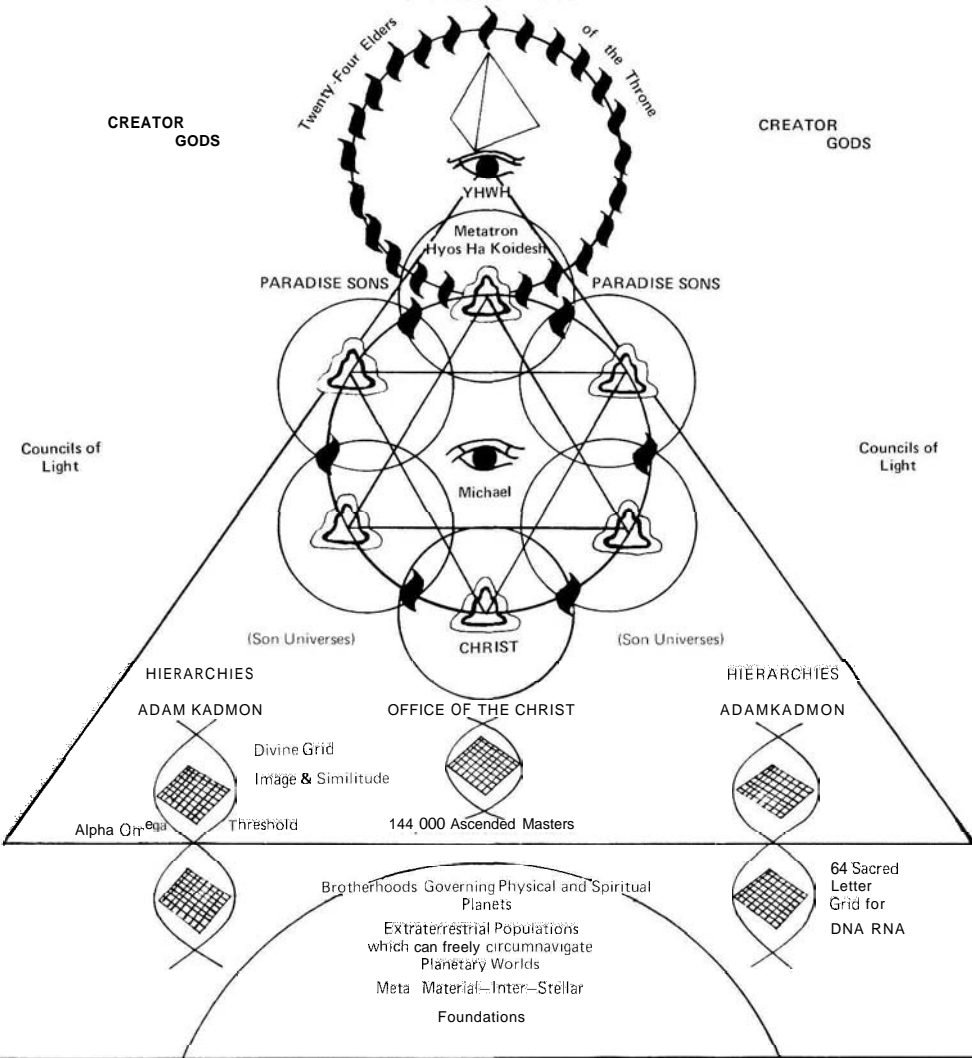 Twenty-Four Elders
of the Throne
CREATOR
GODS
CREATOR
GODS
YHWH
Metatron
Hyos Ha Koidesh
PARADISE SONS
PARADISE SONS
Councils of
Light
Councils of
Light
Michael
(Son Universes)
CHRIST
(Son Universes)
HIERARCHIES
HIERARCHIES
ADAM KADMON
OFFICE OF THE CHRIST
ADAMKADMON
Divine Grid
Image & Similitude
Alpha Omega Threshold
144,000 Ascended Masters
64 Sacred
Letter
Grid for
DNA RNA
Brotherhoods Governing Physical and Spiritual
Planets
Extraterrestrial Populations
which can freely circumnavigate
Planetary Worlds
Meta Material—Inter—Stellar
Foundations